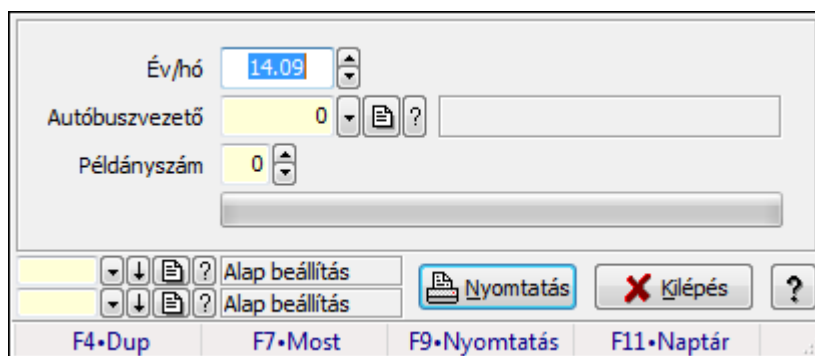 Év/hó 14.09
Autóbuszvezető 0 ?
Példányszám 0
? Alap beállítás
? Alap beállítás
Nyomtatás Kilépés ?
F4•Dup F7•Most F9•Nyomtatás F11•Naptár